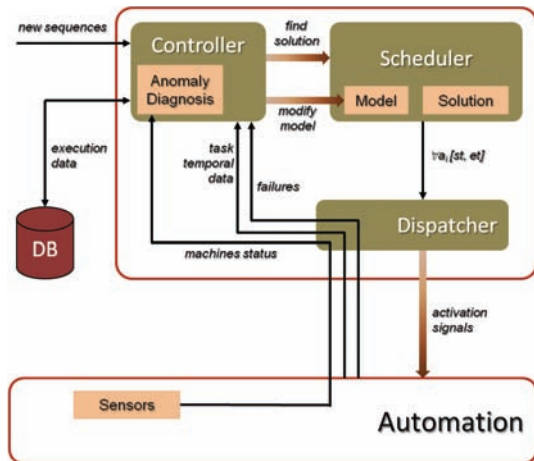 new sequences
Controller
find
solution
Scheduler
Anomaly
Diagnosis
modify
model
Model
Solution
execution
data
task
temporal
data
failures
∀aᵢ [st, et]
Dispatcher
DB
machines status
activation
signals
Sensors
Automation